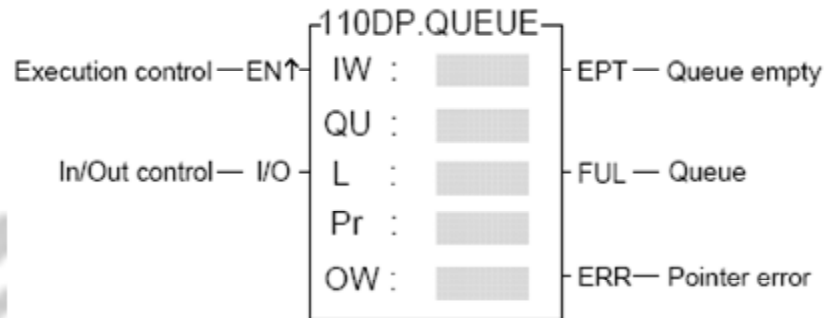 110DP.QUEUE
Execution control EN↑ IW : EPT Queue empty
QU :
In/Out control I/O L : FUL Queue
Pr :
OW : ERR Pointer error